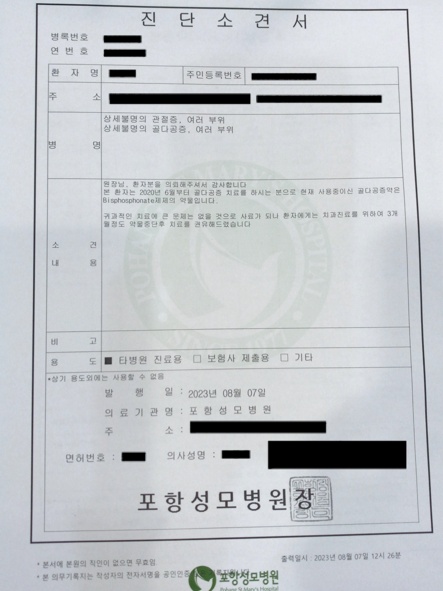 진 단 소 견 서
병록번호
연 번 호
환 자 명
주민등록번호
주 소
병 명
상세불명의 관절증, 여러 부위
상세불명의 골다공증, 여러 부위
소 견
내 용
원장님, 환자분을 의뢰해주셔서 감사합니다
본 환자는 2020년 6월부터 골다공증 치료를 하시는 분으로 현재 사용중이신 골다공증약은
Bisphosphonate제제의 약물입니다.
귀과적인 치료에 큰 문제는 없을 것으로 사료가 되나 환자에게는 치과진료를 위하여 3개
월정도 약물중단후 치료를 권유해드렸습니다
비 고
용 도
■ 타병원 진료용 □ 보험사 제출용 □ 기타
*상기 용도외에는 사용할 수 없음
발 행 일 : 2023년 08월 07일
의료기관명 : 포항성모병원
주 소 :
면허번호 :
의사성명 :
포항성모병원장
* 본서에 본원의 직인이 없으면 무효임
출력일시 : 2023년 08월 07일 12시 26분
* 본 의무기록지는 작성자의 전자서명을 공인인증
포항성모병원
Pohang St.Mary's Hospital